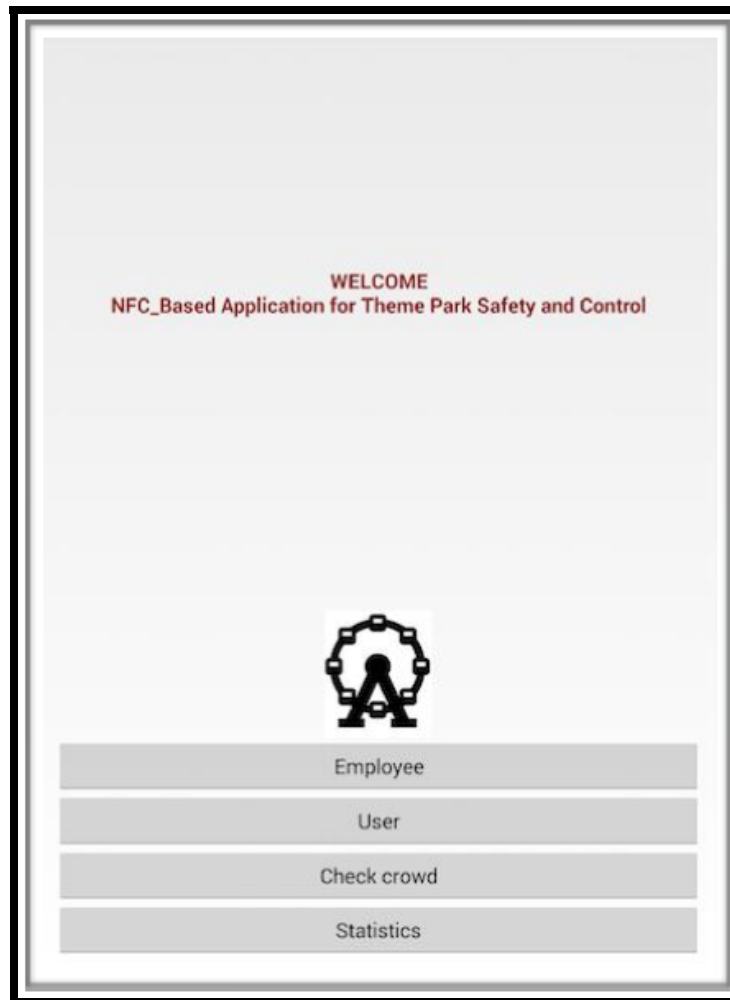 WELCOME
NFC_Based Application for Theme Park Safety and Control
Employee
User
Check crowd
Statistics